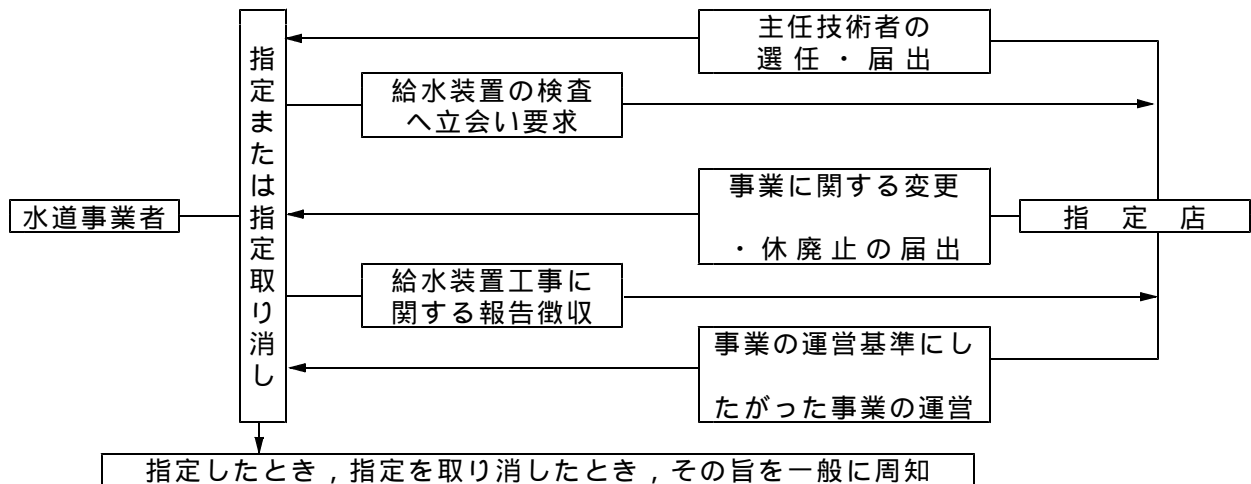 主任技術者の
選任・届出
給水装置の検査
へ立会い要求
指定または指定取り消し
事業に関する変更
・休廃止の届出
水道事業者
指定店
給水装置工事に
関する報告徴収
事業の運営基準にし
たがった事業の運営
指定したとき，指定を取り消したとき，その旨を一般に周知